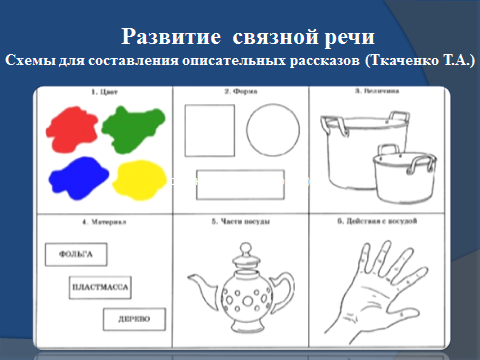 Развитие связной речи
Схемы для составления описательных рассказов (Ткаченко Т.А.)
1. Цвет
2. Форма
3. Величина
4. Материал
5. Части посуды
6. Действия с посудой
ФОЛЬГА
ПЛАСТМАССА
ДЕРЕВО